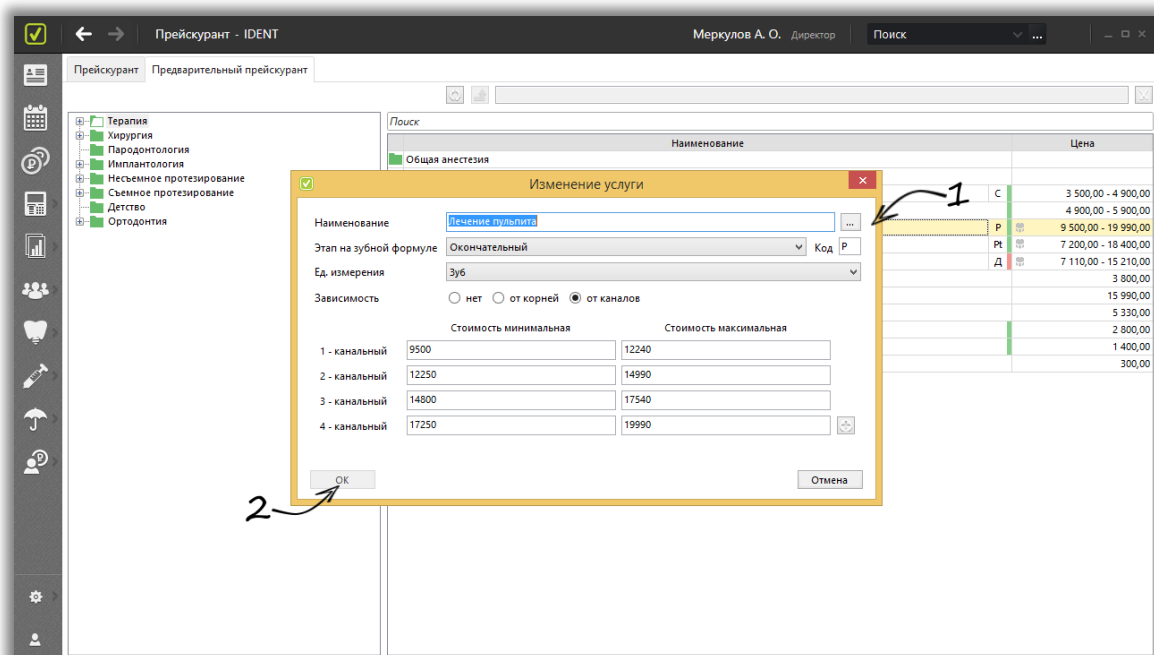 Прейскурант - IDENT
Меркулов А. О. Директор
Поиск
...
Прейскурант
Предварительный прейскурант
Терапия
Хирургия
Пародонтология
Имплантология
Несъемное протезирование
Съемное протезирование
Детство
Ортодонтия
Поиск
Наименование
Цена
Общая анестезия
С 3 500,00 - 4 900,00
4 900,00 - 5 900,00
Р 9 500,00 - 19 990,00
Pt 7 200,00 - 18 400,00
Д 7 110,00 - 15 210,00
3 800,00
15 990,00
5 330,00
2 800,00
1 400,00
300,00
Изменение услуги
1
Наименование Лечение пульпита ...
Этап на зубной формуле Окончательный Код Р
Ед. измерения Зуб
Зависимость нет от корней от каналов
Стоимость минимальная Стоимость максимальная
1 - канальный 9500 12240
2 - канальный 12250 14990
3 - канальный 14800 17540
4 - канальный 17250 19990
OK Отмена
2